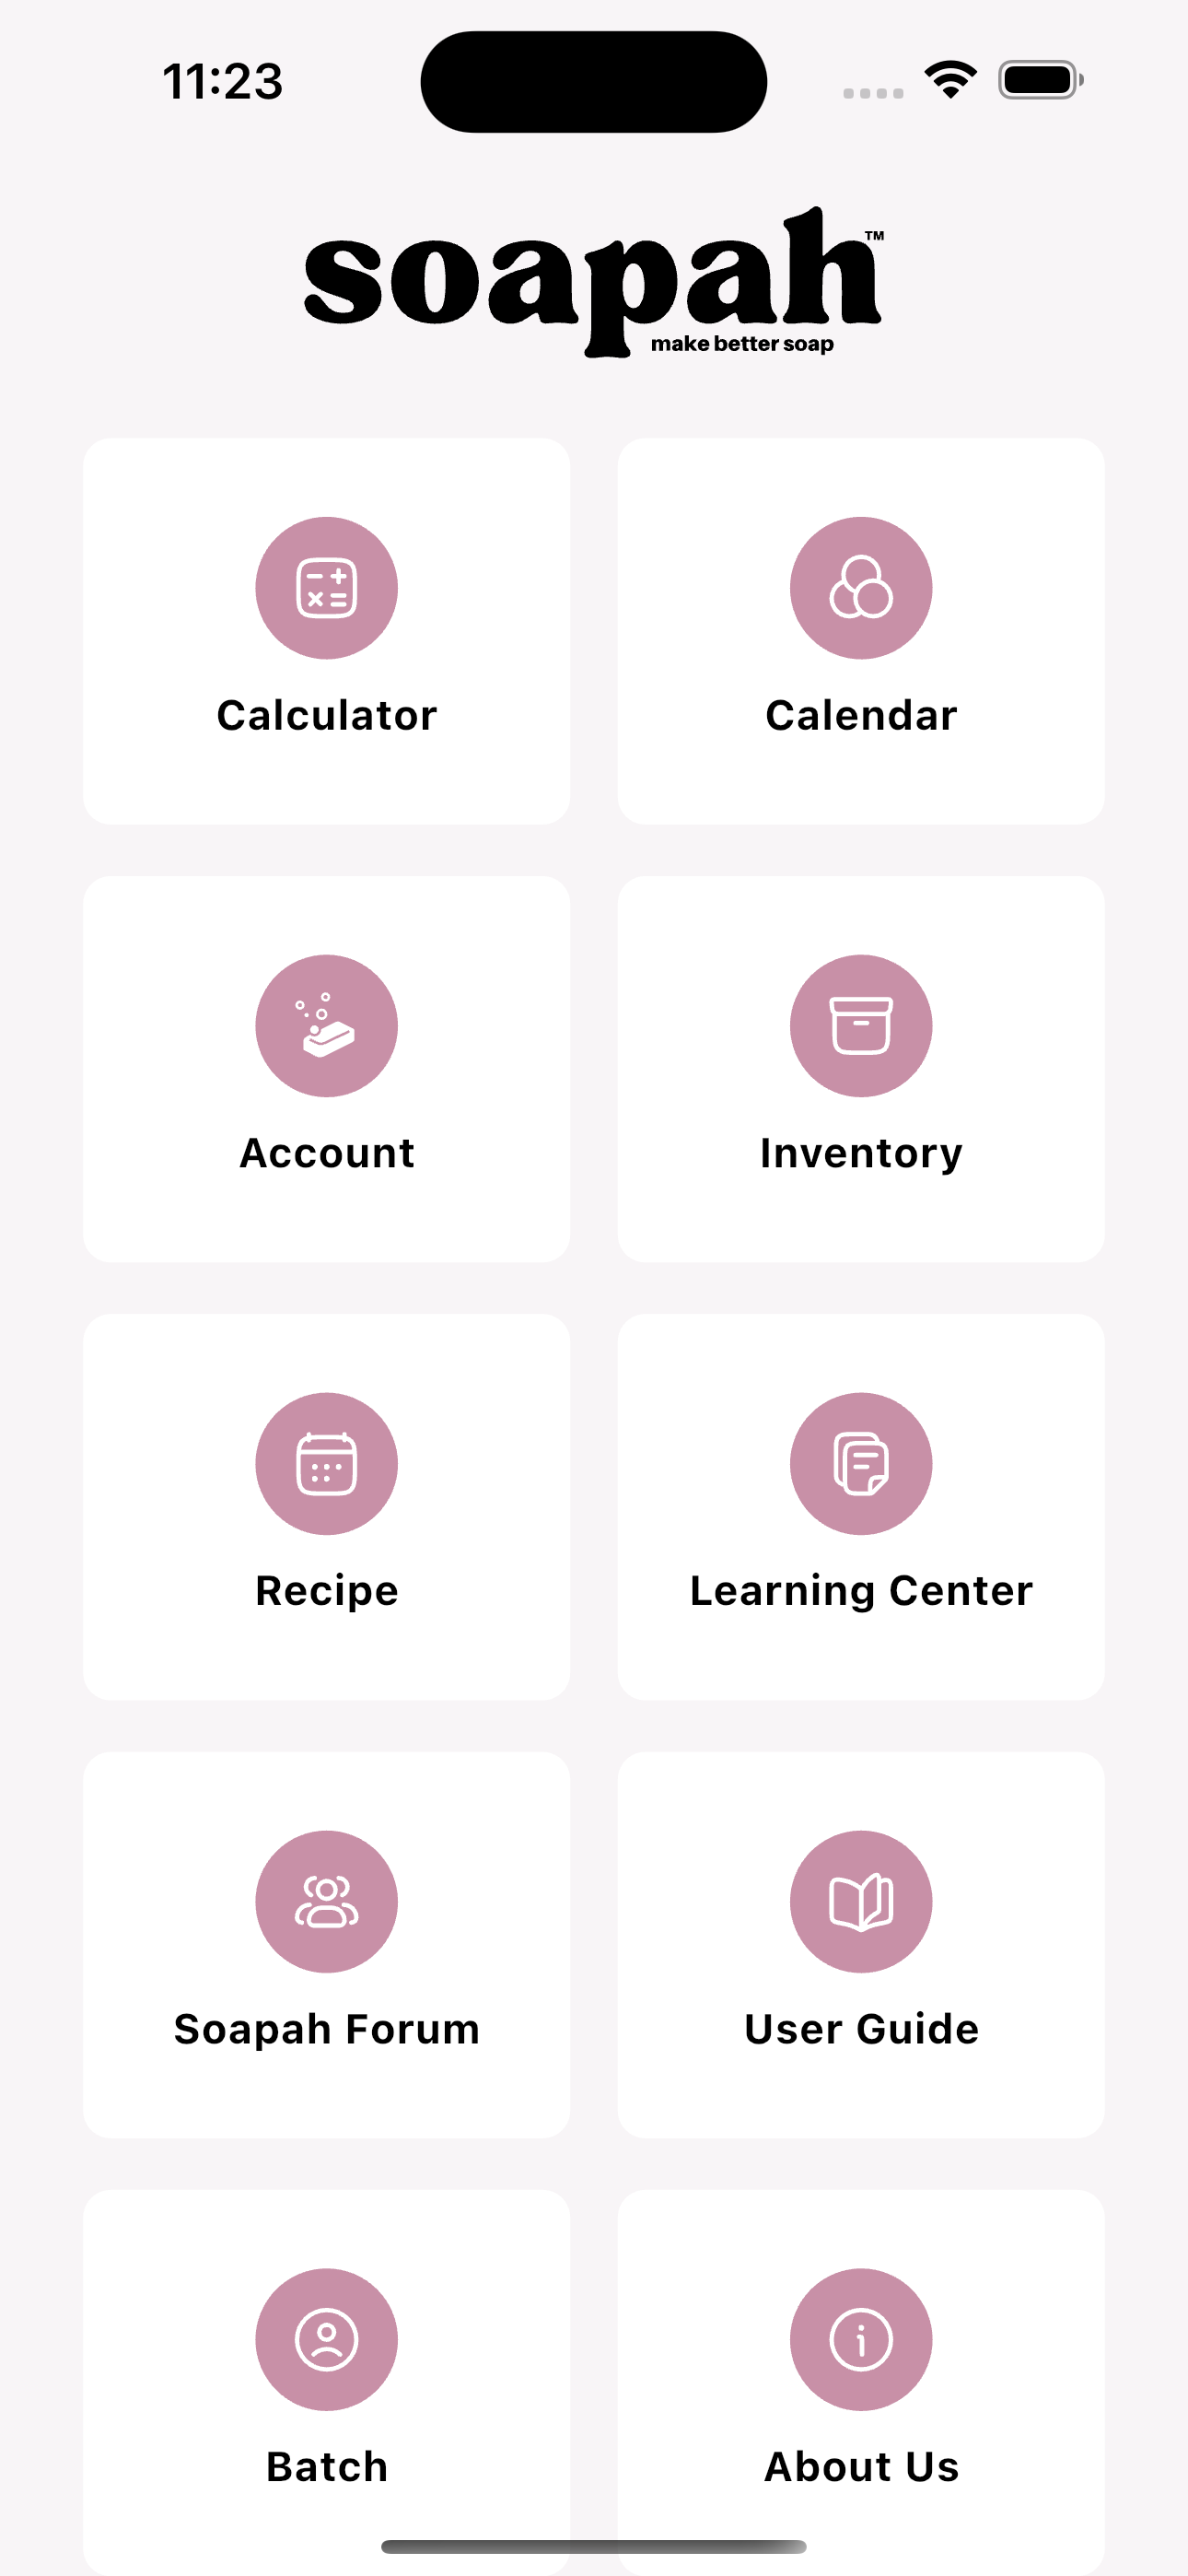 11:23
soapah™
make better soap
Calculator
Calendar
Account
Inventory
Recipe
Learning Center
Soapah Forum
User Guide
Batch
About Us